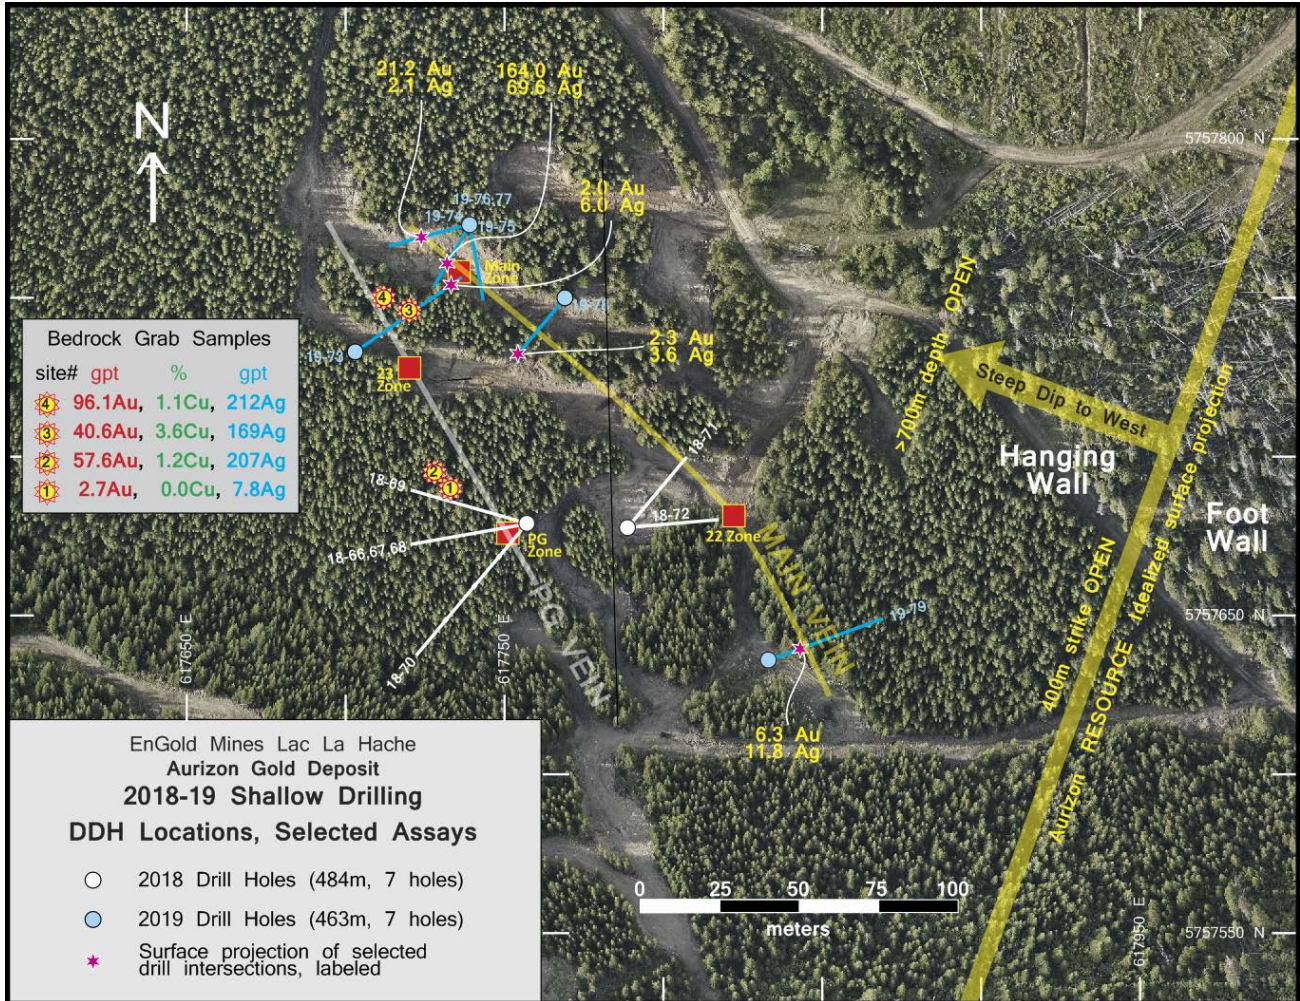 21.2 Au
2.1 Ag
164.0 Au
69.6 Ag
N
5757800 N
2.0 Au
6.0 Ag
19-76,77
19-74
19-75
Main
Zone
2.3 Au
3.6 Ag
19-73
23
Zone
4
3
Bedrock Grab Samples
site# gpt % gpt
4 96.1Au, 1.1Cu, 212Ag
3 40.6Au, 3.6Cu, 169Ag
2 57.6Au, 1.2Cu, 207Ag
1 2.7Au, 0.0Cu, 7.8Ag
>700m depth OPEN
Steep Dip to West
Hanging
Wall
Foot
Wall
400m strike OPEN
Aurizon RESOURCE Idealized surface projection
2
1
18-69
18-66,67,68
18-70
PG
Zone
18-71
18-72
22 Zone
MAIN VEIN
PG VEIN
19-79
5757650 N
617650 E
617750 E
6.3 Au
11.8 Ag
EnGold Mines Lac La Hache
Aurizon Gold Deposit
2018-19 Shallow Drilling
DDH Locations, Selected Assays
2018 Drill Holes (484m, 7 holes)
2019 Drill Holes (463m, 7 holes)
Surface projection of selected
drill intersections, labeled
0 25 50 75 100
meters
617950 E
5757550 N